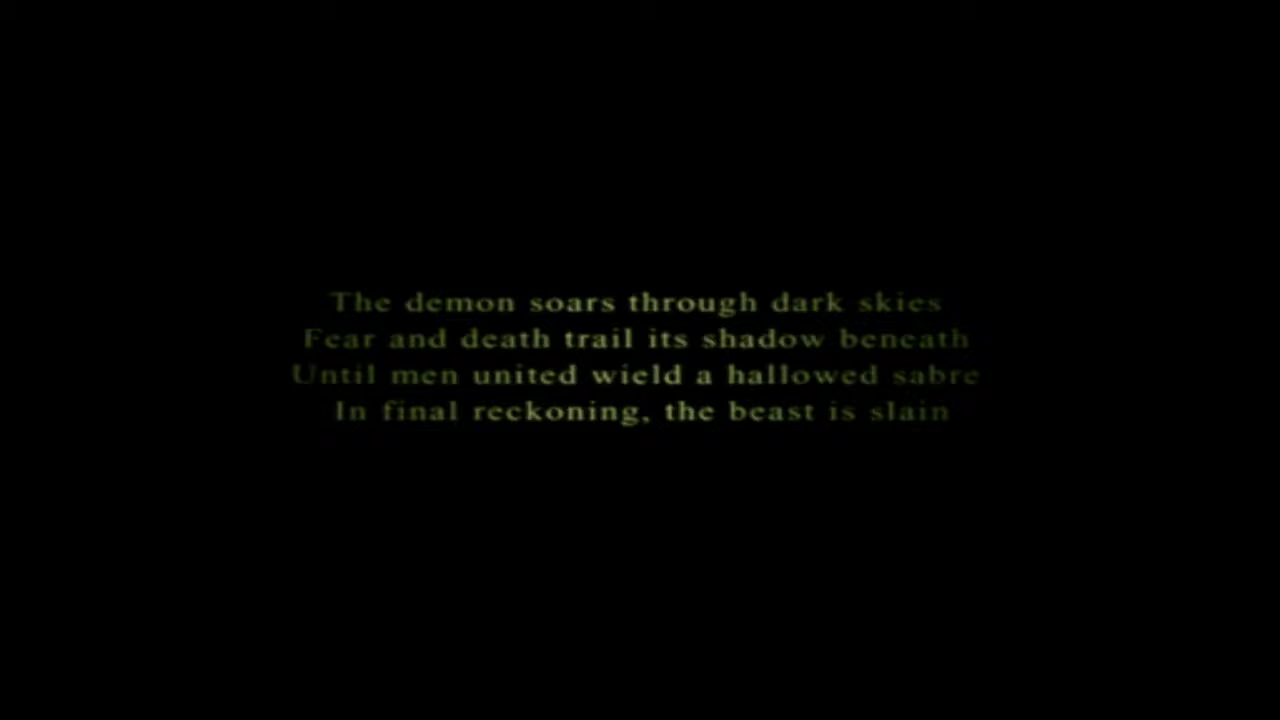 The demon soars through dark skies
Fear and death trail its shadow beneath
Until men united wield a hallowed sabre
In final reckoning, the beast is slain